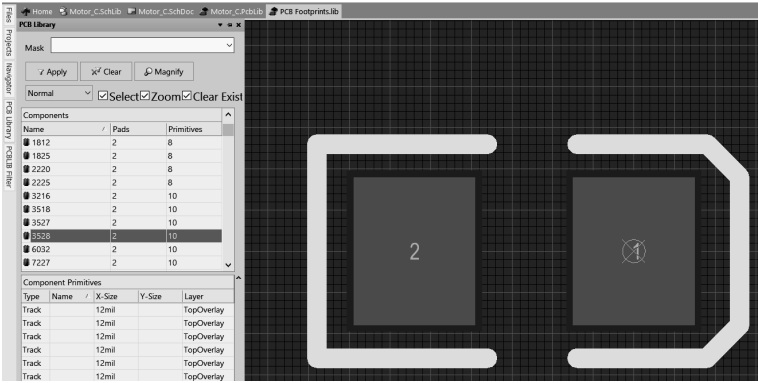 Home Motor_C.SchLib Motor_C.SchDoc Motor_C.PcbLib PCB Footprints.lib
Files
Projects
Navigator
PCB Library
PCBLIB Filter
PCB Library
Mask
Apply Clear Magnify
Normal Select Zoom Clear Exist
Components
Name / Pads Primitives
1812 2 8
1825 2 8
2220 2 8
2225 2 8
3216 2 10
3518 2 10
3527 2 10
3528 2 10
6032 2 10
7227 2 10
Component Primitives
Type Name / X-Size Y-Size Layer
Track 12mil TopOverlay
Track 12mil TopOverlay
Track 12mil TopOverlay
Track 12mil TopOverlay
Track 12mil TopOverlay
Track 12mil TopOverlay
2 1